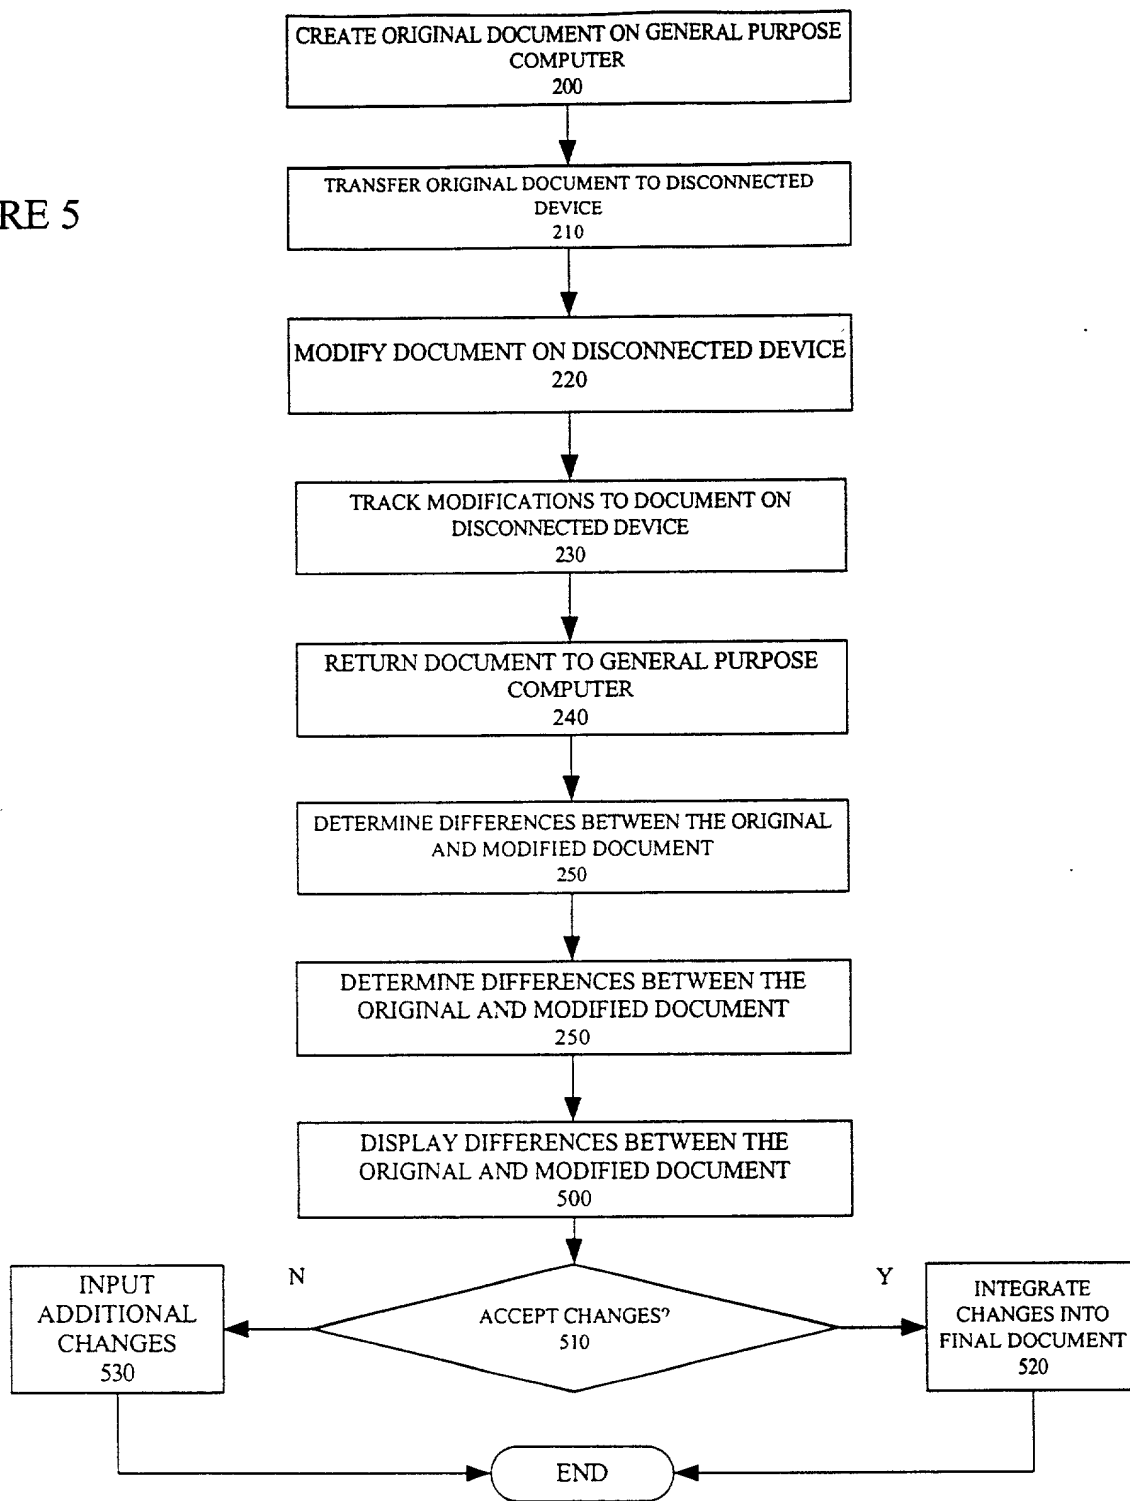 CREATE ORIGINAL DOCUMENT ON GENERAL PURPOSE
COMPUTER
200
TRANSFER ORIGINAL DOCUMENT TO DISCONNECTED
DEVICE
210
RE 5
MODIFY DOCUMENT ON DISCONNECTED DEVICE
220
TRACK MODIFICATIONS TO DOCUMENT ON
DISCONNECTED DEVICE
230
RETURN DOCUMENT TO GENERAL PURPOSE
COMPUTER
240
DETERMINE DIFFERENCES BETWEEN THE ORIGINAL
AND MODIFIED DOCUMENT
250
DETERMINE DIFFERENCES BETWEEN THE
ORIGINAL AND MODIFIED DOCUMENT
250
DISPLAY DIFFERENCES BETWEEN THE
ORIGINAL AND MODIFIED DOCUMENT
500
N
Y
INPUT
ADDITIONAL
CHANGES
530
ACCEPT CHANGES?
510
INTEGRATE
CHANGES INTO
FINAL DOCUMENT
520
END